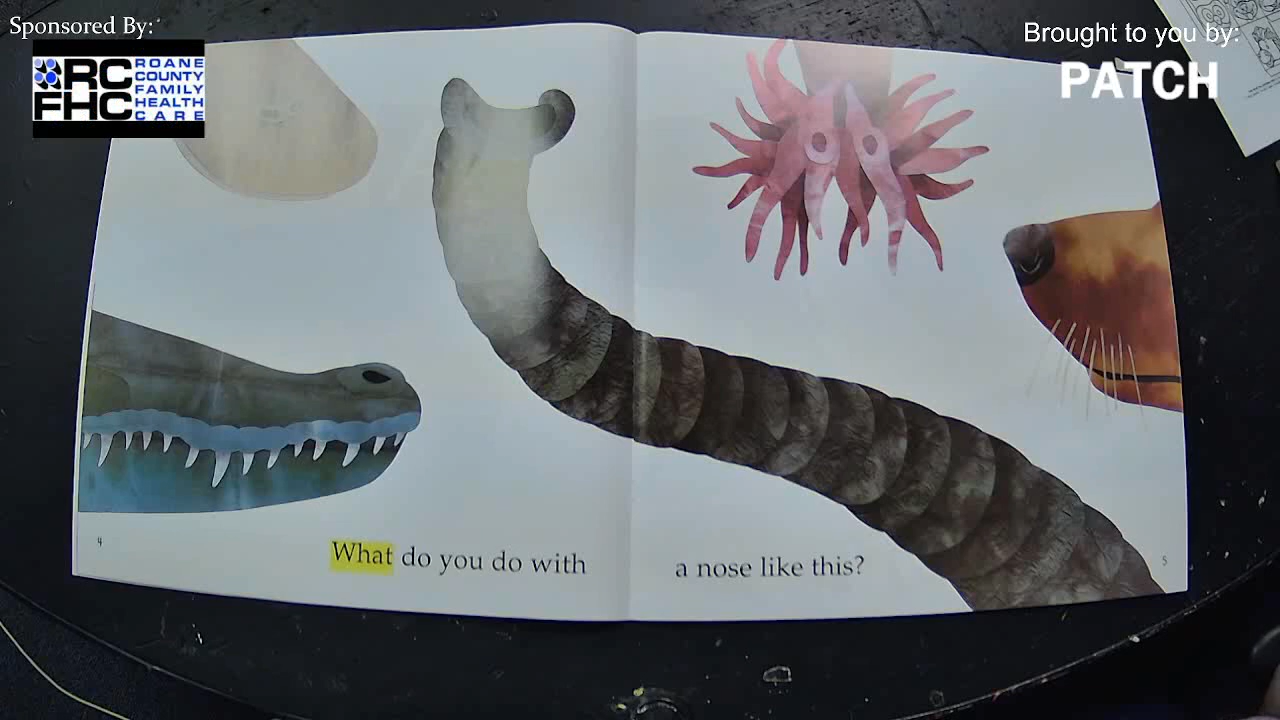 Sponsored By:
RC
FHC
ROANE
COUNTY
FAMILY
HEALTH
CARE
Brought to you by:
PATCH
What do you do with a nose like this?
4
5